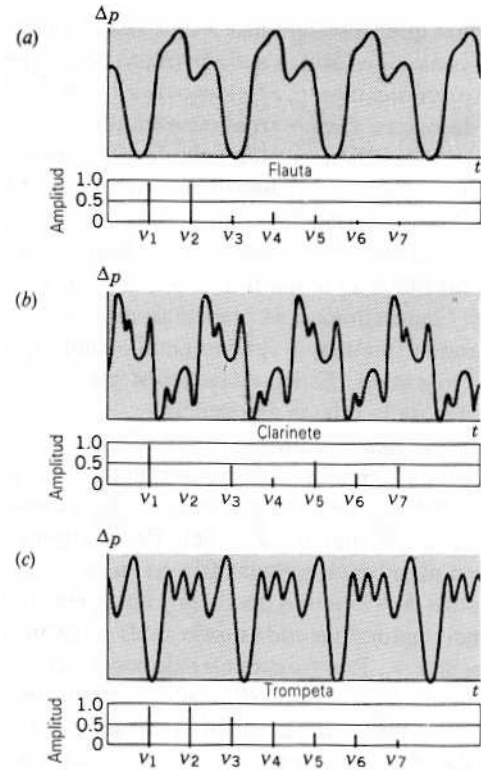 (a)
Δp
Flauta
t
Amplitud
1.0
0.5
0
ν1 ν2 ν3 ν4 ν5 ν6 ν7
(b)
Δp
Clarinete
t
Amplitud
1.0
0.5
0
ν1 ν2 ν3 ν4 ν5 ν6 ν7
(c)
Δp
Trompeta
t
Amplitud
1.0
0.5
0
ν1 ν2 ν3 ν4 ν5 ν6 ν7